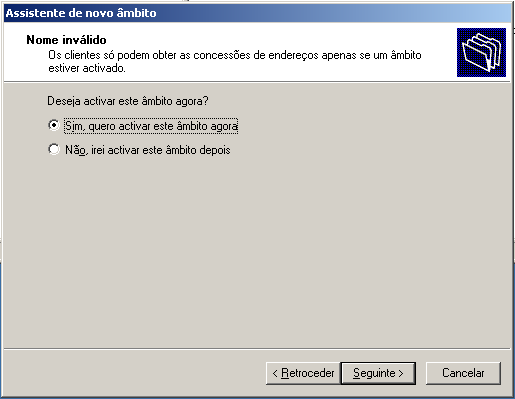 Assistente de novo âmbito
Nome inválido
Os clientes só podem obter as concessões de endereços apenas se um âmbito
estiver activado.
Deseja activar este âmbito agora?
Sim, quero activar este âmbito agora
Não, irei activar este âmbito depois
< Retroceder
Seguinte >
Cancelar